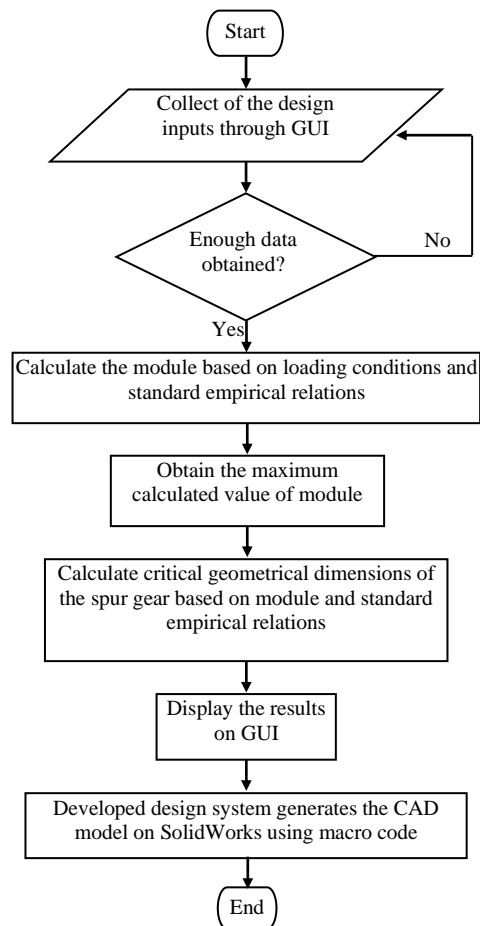 Start
Collect of the design
inputs through GUI
Enough data
obtained?
No
Yes
Calculate the module based on loading conditions and
standard empirical relations
Obtain the maximum
calculated value of module
Calculate critical geometrical dimensions of
the spur gear based on module and standard
empirical relations
Display the results
on GUI
Developed design system generates the CAD
model on SolidWorks using macro code
End